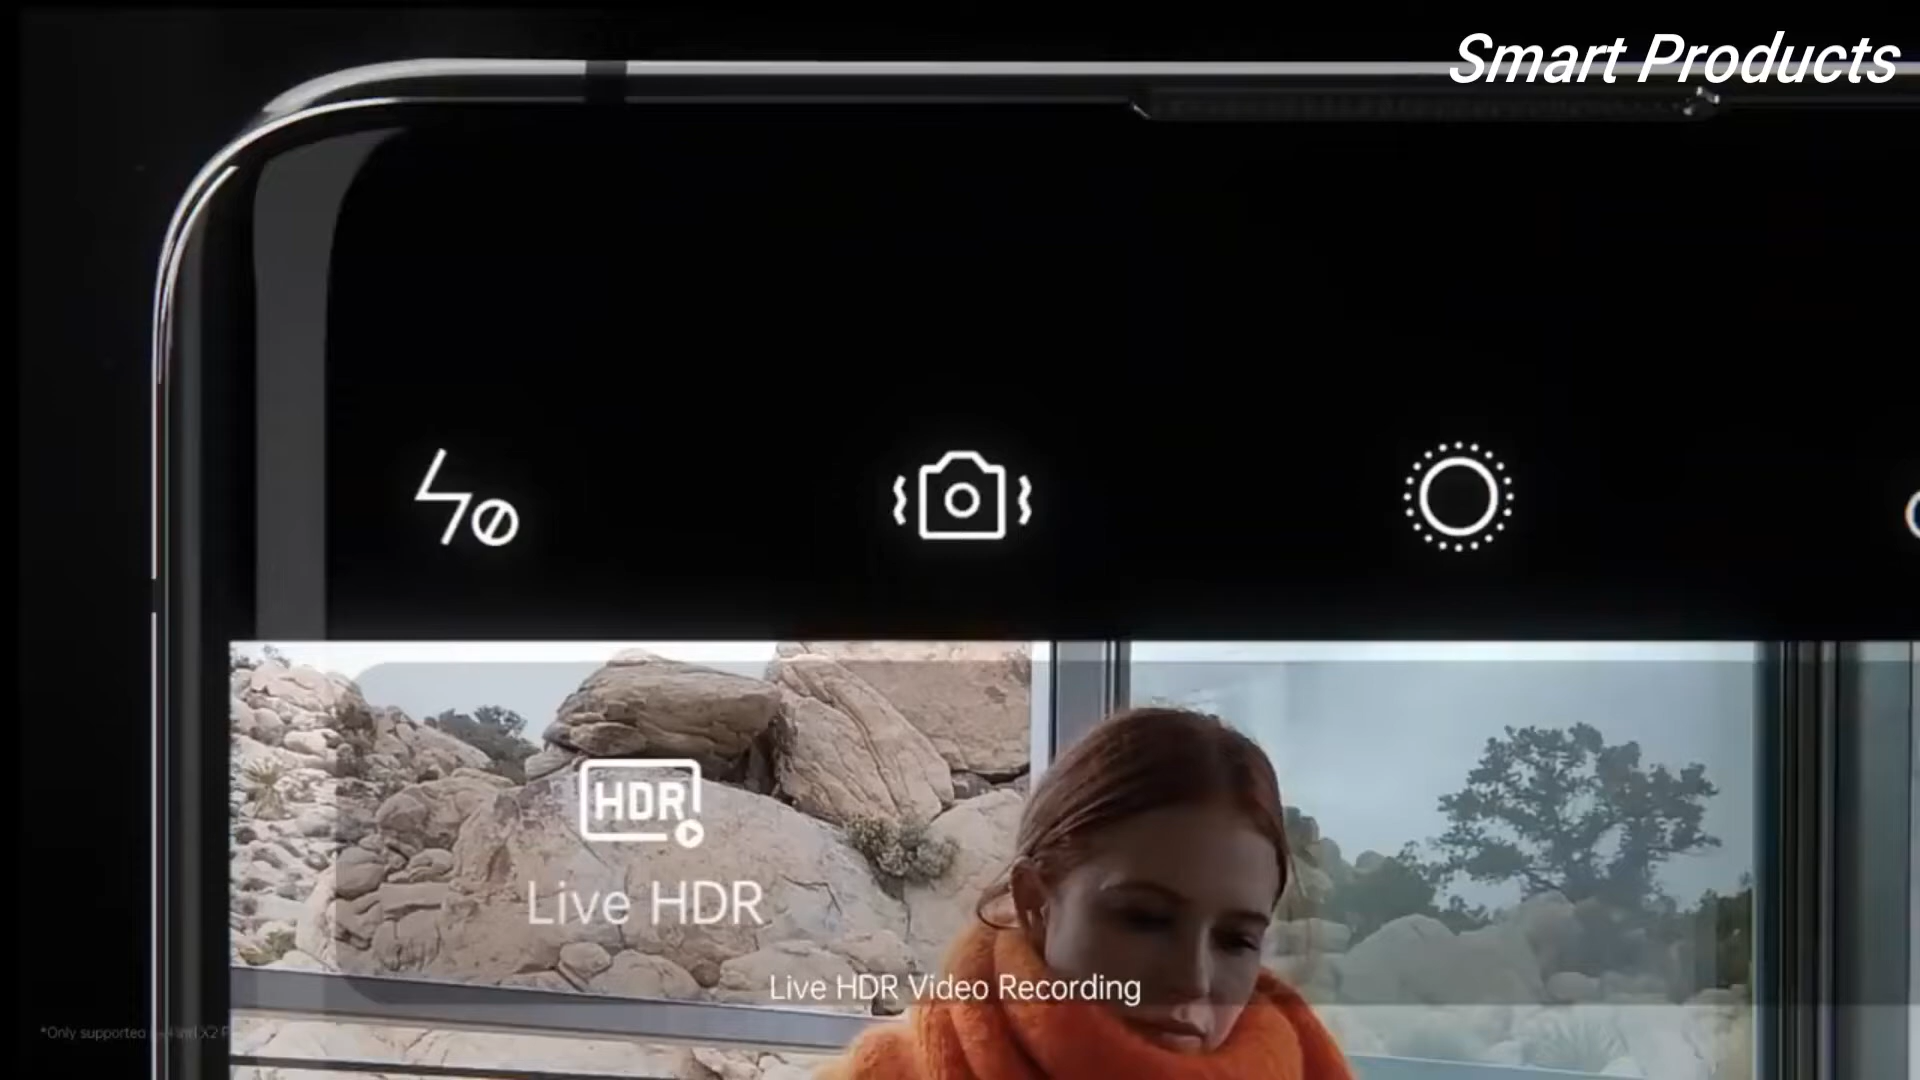 Smart Products
HDR
Live HDR
Live HDR Video Recording
*Only supported